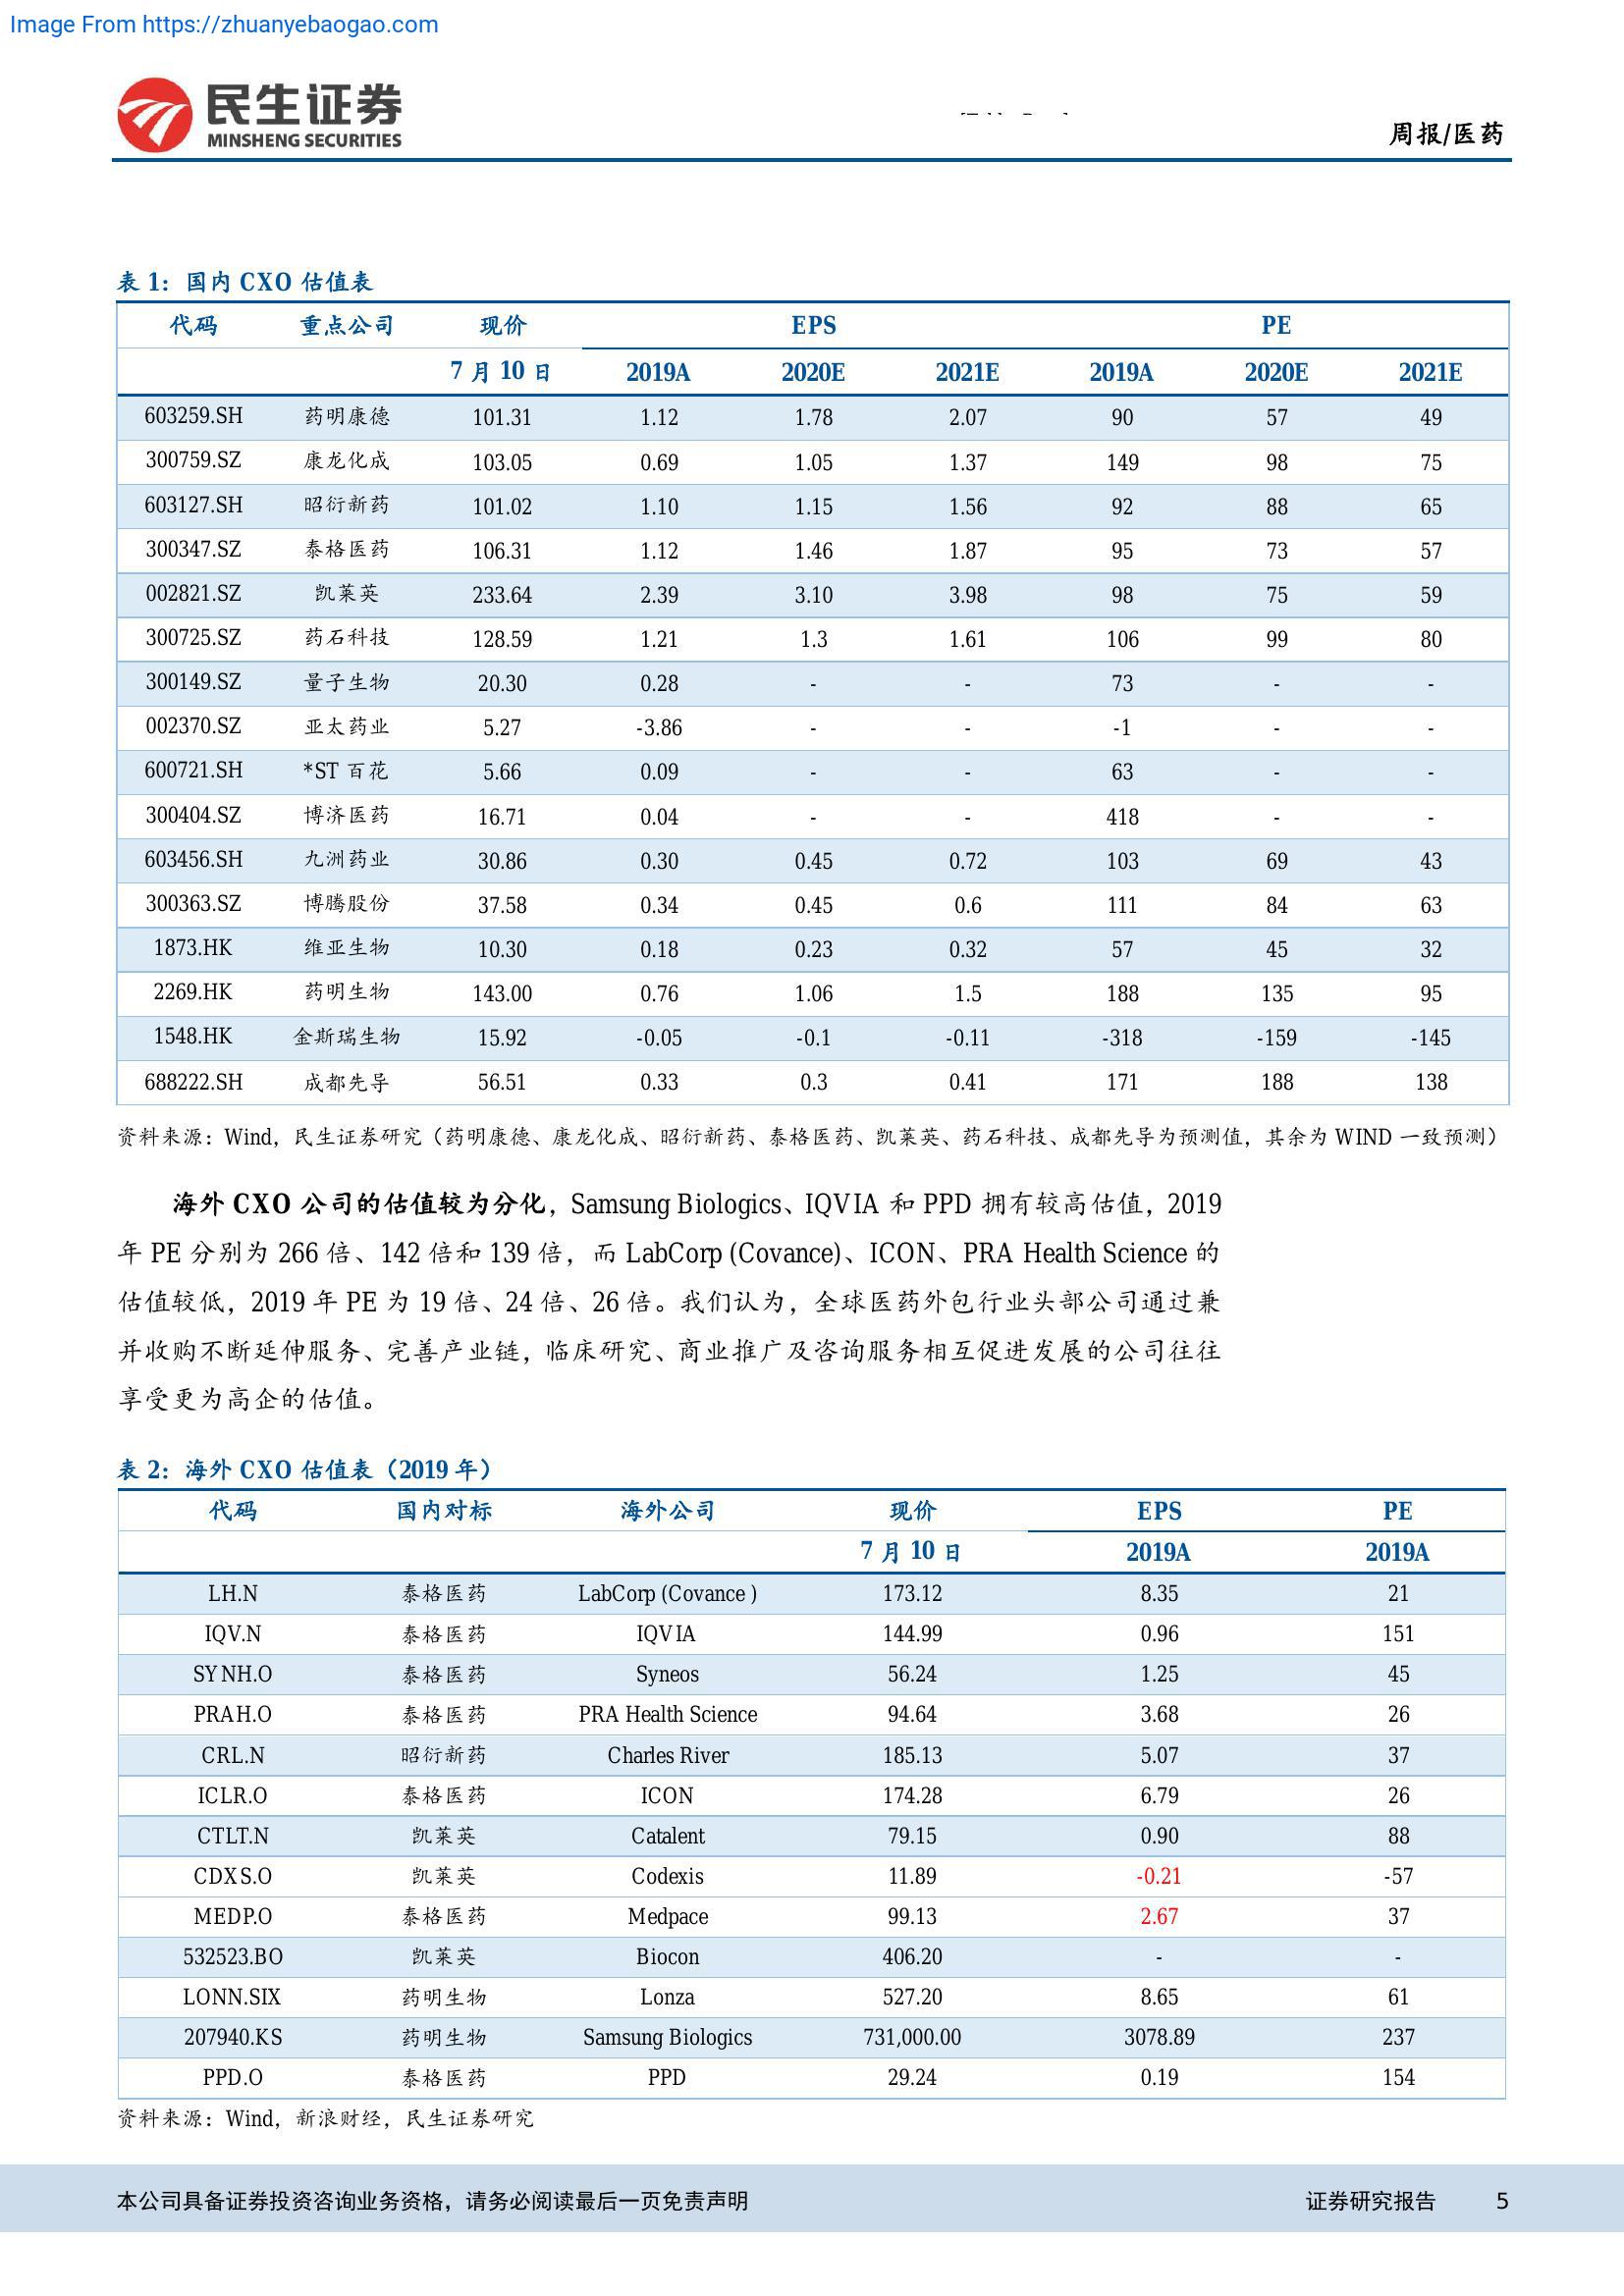 Image From https://zhuanyebaogao.com
民生证券
MINSHENG SECURITIES
周报/医药
表 1：国内 CXO 估值表
代码 重点公司 现价 EPS PE
7 月 10 日 2019A 2020E 2021E 2019A 2020E 2021E
603259.SH 药明康德 101.31 1.12 1.78 2.07 90 57 49
300759.SZ 康龙化成 103.05 0.69 1.05 1.37 149 98 75
603127.SH 昭衍新药 101.02 1.10 1.15 1.56 92 88 65
300347.SZ 泰格医药 106.31 1.12 1.46 1.87 95 73 57
002821.SZ 凯莱英 233.64 2.39 3.10 3.98 98 75 59
300725.SZ 药石科技 128.59 1.21 1.3 1.61 106 99 80
300149.SZ 量子生物 20.30 0.28 - - 73 - -
002370.SZ 亚太药业 5.27 -3.86 - - -1 - -
600721.SH *ST 百花 5.66 0.09 - - 63 - -
300404.SZ 博济医药 16.71 0.04 - - 418 - -
603456.SH 九洲药业 30.86 0.30 0.45 0.72 103 69 43
300363.SZ 博腾股份 37.58 0.34 0.45 0.6 111 84 63
1873.HK 维亚生物 10.30 0.18 0.23 0.32 57 45 32
2269.HK 药明生物 143.00 0.76 1.06 1.5 188 135 95
1548.HK 金斯瑞生物 15.92 -0.05 -0.1 -0.11 -318 -159 -145
688222.SH 成都先导 56.51 0.33 0.3 0.41 171 188 138
资料来源：Wind，民生证券研究（药明康德、康龙化成、昭衍新药、泰格医药、凯莱英、药石科技、成都先导为预测值，其余为 WIND 一致预测）
海外 CXO 公司的估值较为分化，Samsung Biologics、IQVIA 和 PPD 拥有较高估值，2019
年 PE 分别为 266 倍、142 倍和 139 倍，而 LabCorp (Covance)、ICON、PRA Health Science 的
估值较低，2019 年 PE 为 19 倍、24 倍、26 倍。我们认为，全球医药外包行业头部公司通过兼
并收购不断延伸服务、完善产业链，临床研究、商业推广及咨询服务相互促进发展的公司往往
享受更为高企的估值。
表 2：海外 CXO 估值表（2019 年）
代码 国内对标 海外公司 现价 EPS PE
7 月 10 日 2019A 2019A
LH.N 泰格医药 LabCorp (Covance ) 173.12 8.35 21
IQV.N 泰格医药 IQVIA 144.99 0.96 151
SYNH.O 泰格医药 Syneos 56.24 1.25 45
PRAH.O 泰格医药 PRA Health Science 94.64 3.68 26
CRL.N 昭衍新药 Charles River 185.13 5.07 37
ICLR.O 泰格医药 ICON 174.28 6.79 26
CTLT.N 凯莱英 Catalent 79.15 0.90 88
CDXS.O 凯莱英 Codexis 11.89 -0.21 -57
MEDP.O 泰格医药 Medpace 99.13 2.67 37
532523.BO 凯莱英 Biocon 406.20 - -
LONN.SIX 药明生物 Lonza 527.20 8.65 61
207940.KS 药明生物 Samsung Biologics 731,000.00 3078.89 237
PPD.O 泰格医药 PPD 29.24 0.19 154
资料来源：Wind，新浪财经，民生证券研究
本公司具备证券投资咨询业务资格，请务必阅读最后一页免责声明 证券研究报告 5